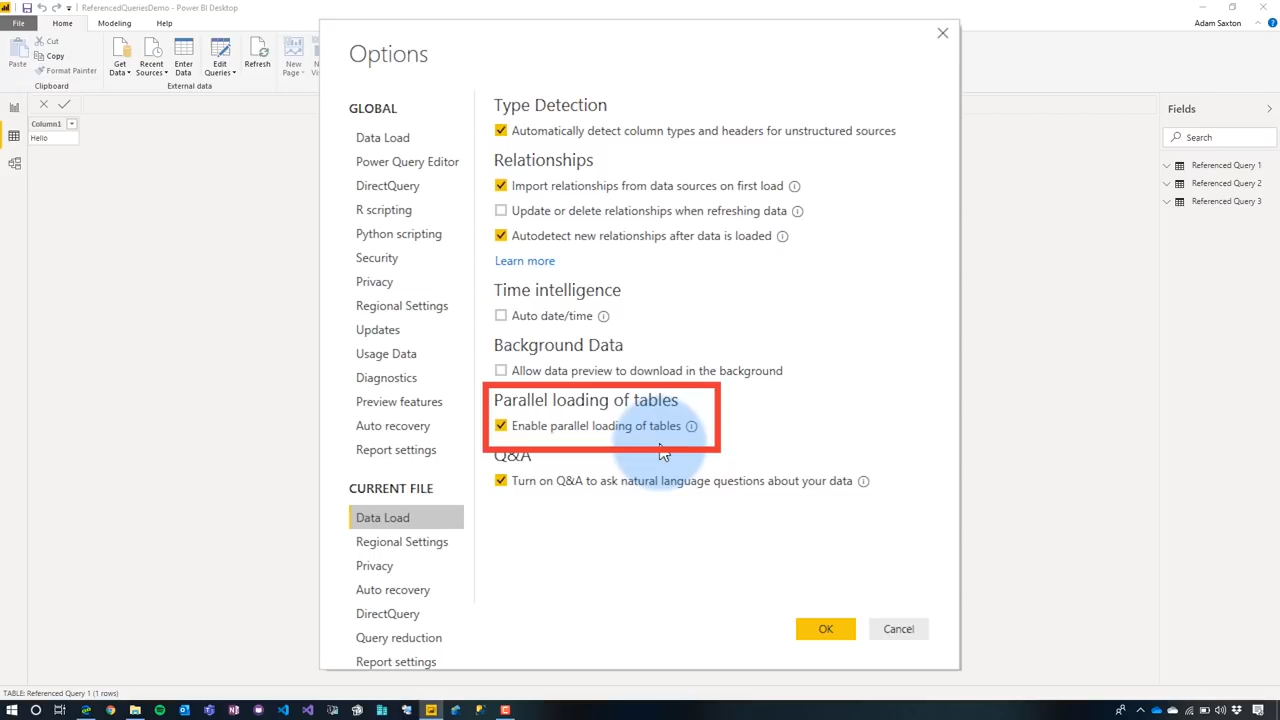 ReferencedQueriesDemo - Power BI Desktop
File
Home
Modeling
Help
Adam Saxton
Paste
Cut
Copy
Format Painter
Clipboard
Get Data
Recent Sources
Enter Data
Edit Queries
Refresh
New Page
External data
Column1
Hello
Options
GLOBAL
Data Load
Power Query Editor
DirectQuery
R scripting
Python scripting
Security
Privacy
Regional Settings
Updates
Usage Data
Diagnostics
Preview features
Auto recovery
Report settings
CURRENT FILE
Data Load
Regional Settings
Privacy
Auto recovery
DirectQuery
Query reduction
Report settings
Type Detection
Automatically detect column types and headers for unstructured sources
Relationships
Import relationships from data sources on first load
Update or delete relationships when refreshing data
Autodetect new relationships after data is loaded
Learn more
Time intelligence
Auto date/time
Background Data
Allow data preview to download in the background
Parallel loading of tables
Enable parallel loading of tables
Q&A
Turn on Q&A to ask natural language questions about your data
OK
Cancel
Fields
Search
Referenced Query 1
Referenced Query 2
Referenced Query 3
TABLE: Referenced Query 1 (1 rows)